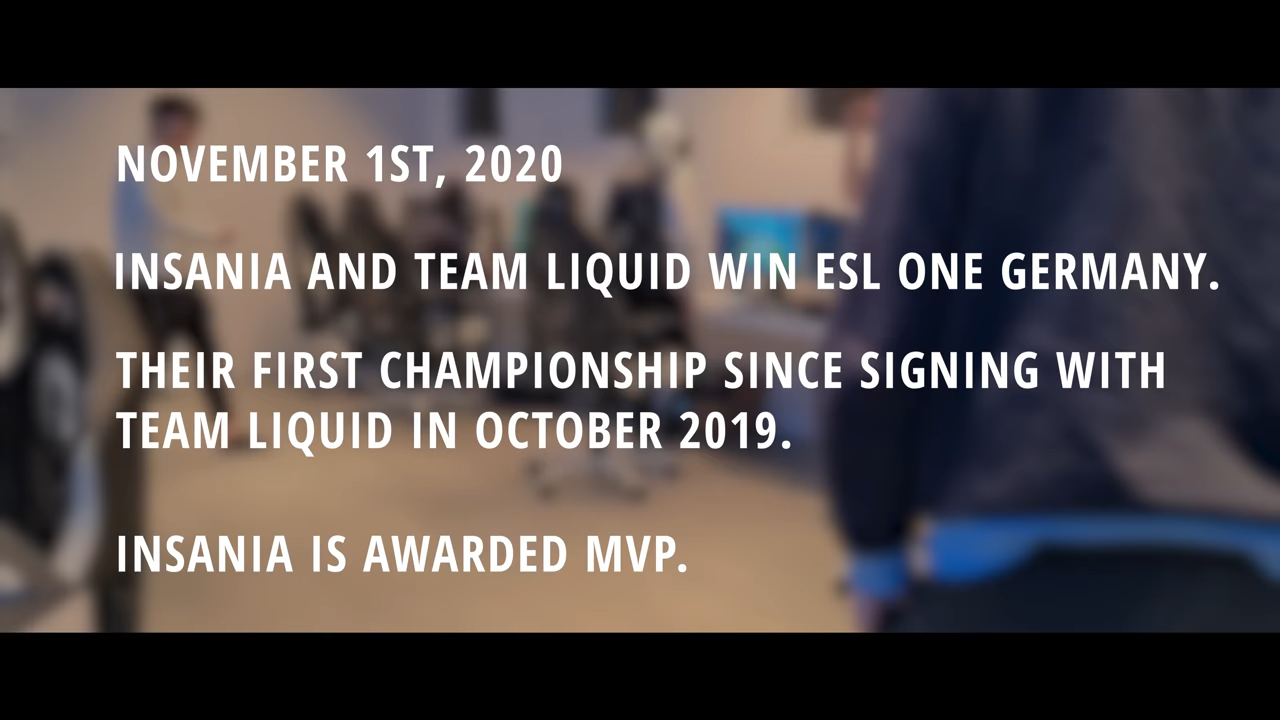 NOVEMBER 1ST, 2020
INSANIA AND TEAM LIQUID WIN ESL ONE GERMANY.
THEIR FIRST CHAMPIONSHIP SINCE SIGNING WITH
TEAM LIQUID IN OCTOBER 2019.
INSANIA IS AWARDED MVP.